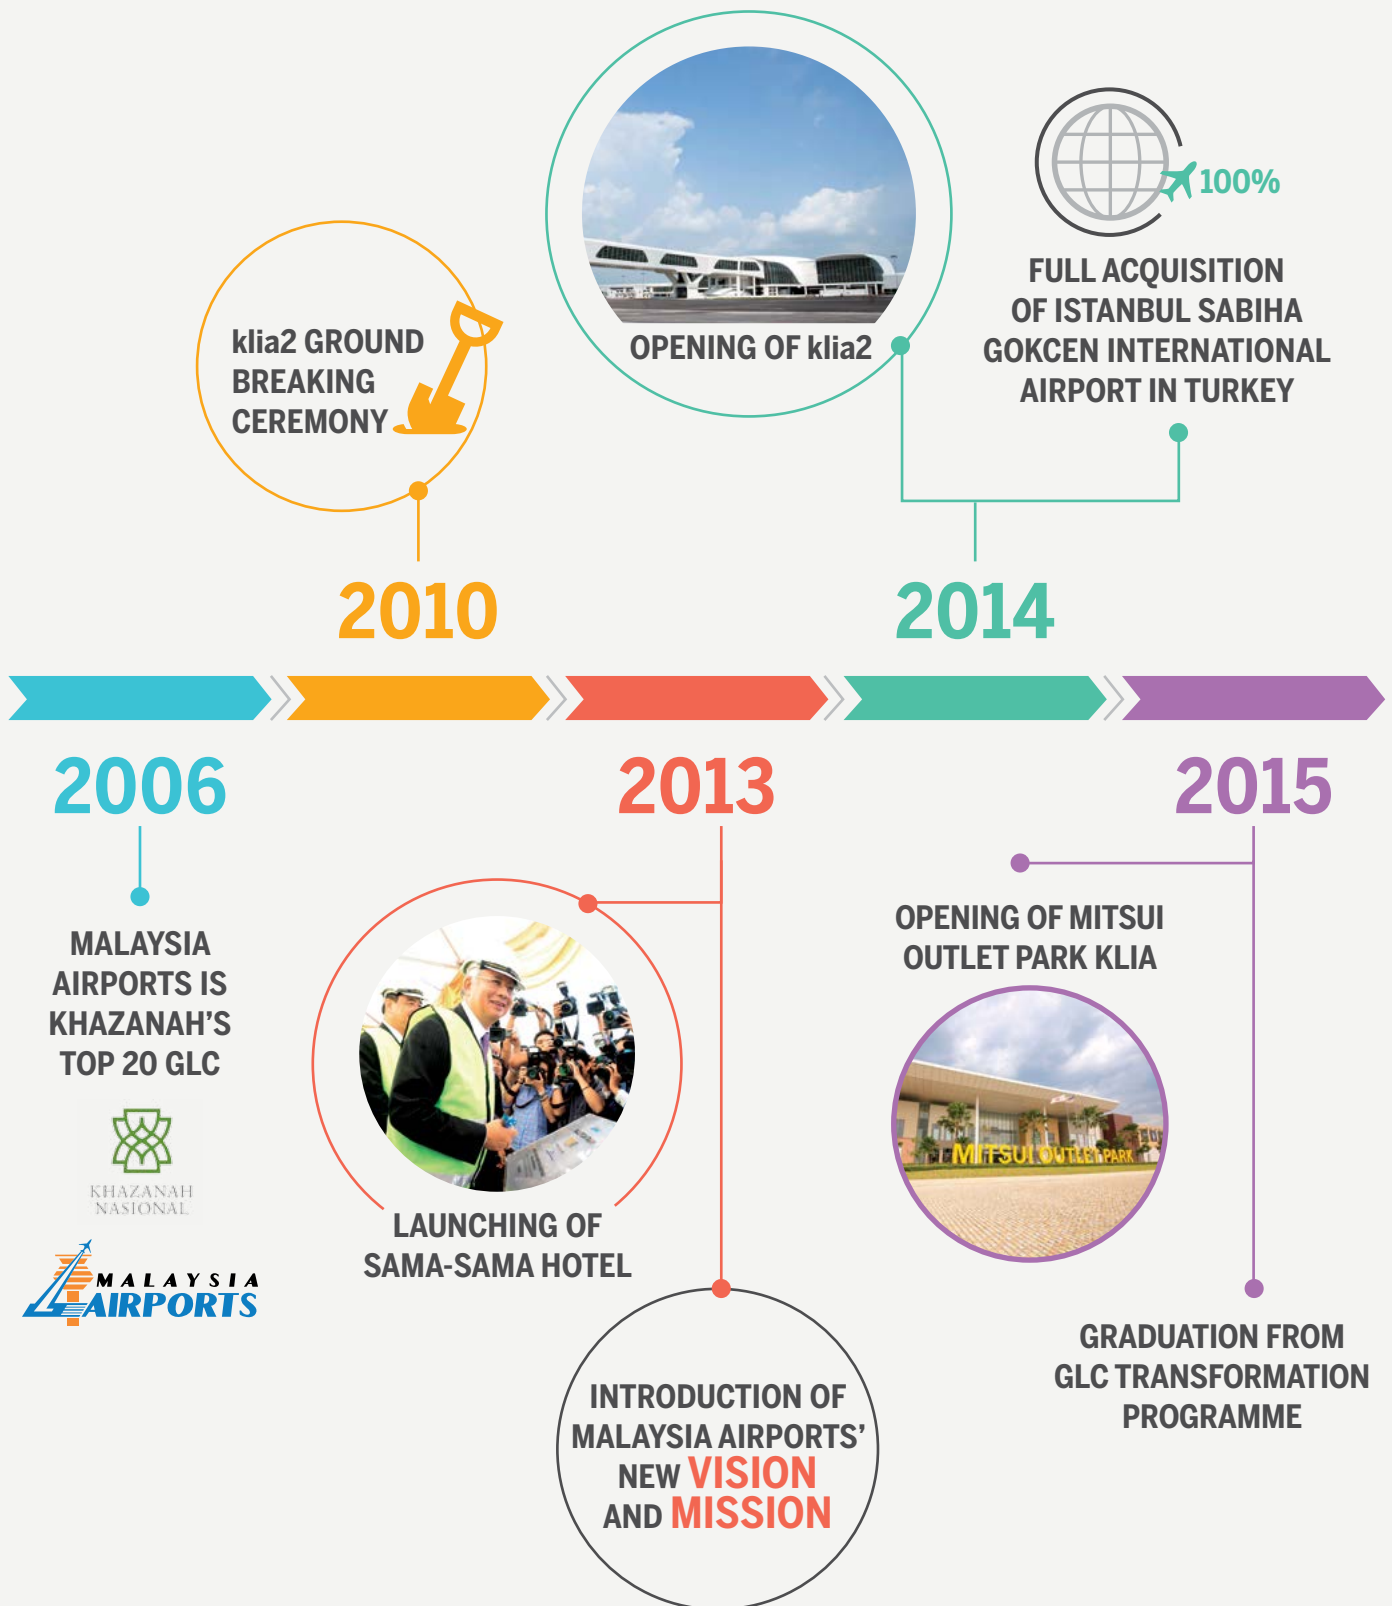 100%
FULL ACQUISITION
OF ISTANBUL SABIHA
GOKCEN INTERNATIONAL
AIRPORT IN TURKEY
OPENING OF klia2
klia2 GROUND
BREAKING
CEREMONY
2010
2014
2006
2013
2015
MALAYSIA
AIRPORTS IS
KHAZANAH’S
TOP 20 GLC
KHAZANAH
NASIONAL
MALAYSIA
AIRPORTS
LAUNCHING OF
SAMA-SAMA HOTEL
INTRODUCTION OF
MALAYSIA AIRPORTS’
NEW VISION
AND MISSION
OPENING OF MITSUI
OUTLET PARK KLIA
MITSUI OUTLET PARK
GRADUATION FROM
GLC TRANSFORMATION
PROGRAMME